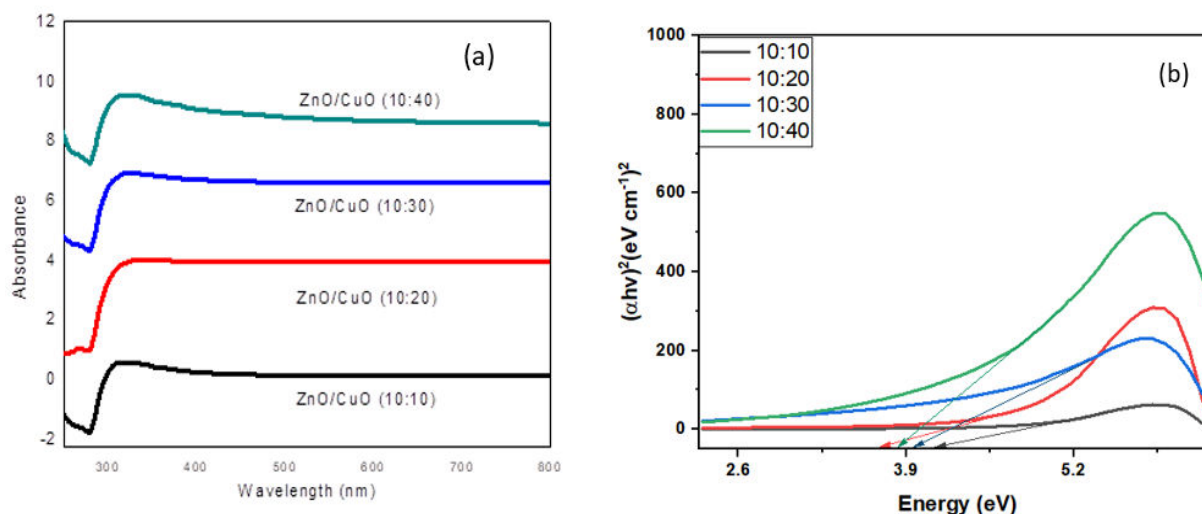 (a)
12
10
8
6
4
2
0
-2
Absorbance
ZnO/CuO (10:40)
ZnO/CuO (10:30)
ZnO/CuO (10:20)
ZnO/CuO (10:10)
300 400 500 600 700 800
Wavelength (nm)
(b)
1000
800
600
400
200
0
(αhv)²(eV cm⁻¹)²
10:10
10:20
10:30
10:40
2.6 3.9 5.2
Energy (eV)